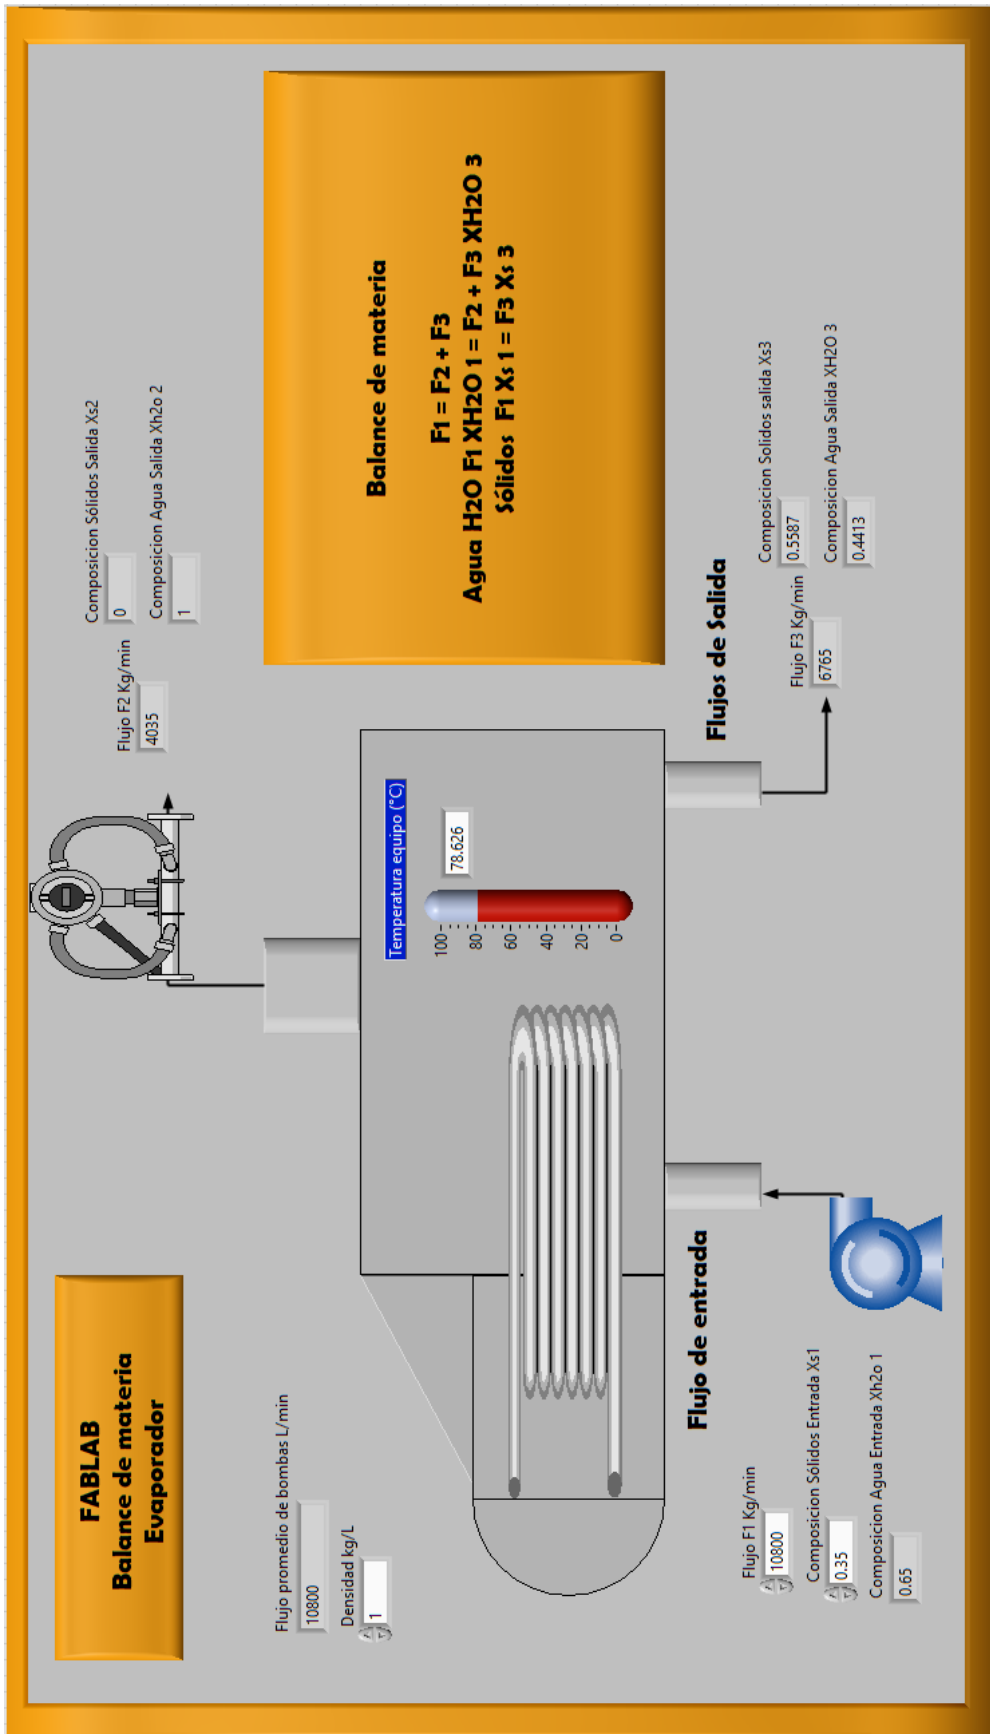 FABLAB
Balance de materia
Evaporador
Flujo promedio de bombas L/min
10800
Densidad kg/L
1
Flujo F1 Kg/min
10800
Composicion Sólidos Entrada Xs1
0.35
Composicion Agua Entrada Xh2o 1
0.65
Flujo de entrada
Temperatura equipo (°C)
78.626
100
80
60
40
20
0
Flujo F2 Kg/min
4035
Composicion Sólidos Salida Xs2
0
Composicion Agua Salida Xh2o 2
1
Balance de materia
F1 = F2 + F3
Agua H2O F1 XH2O 1 = F2 + F3 XH2O 3
Sólidos F1 Xs 1 = F3 Xs 3
Flujos de Salida
Flujo F3 Kg/min
6765
Composicion Solidos salida Xs3
0.5587
Composicion Agua Salida XH2O 3
0.4413